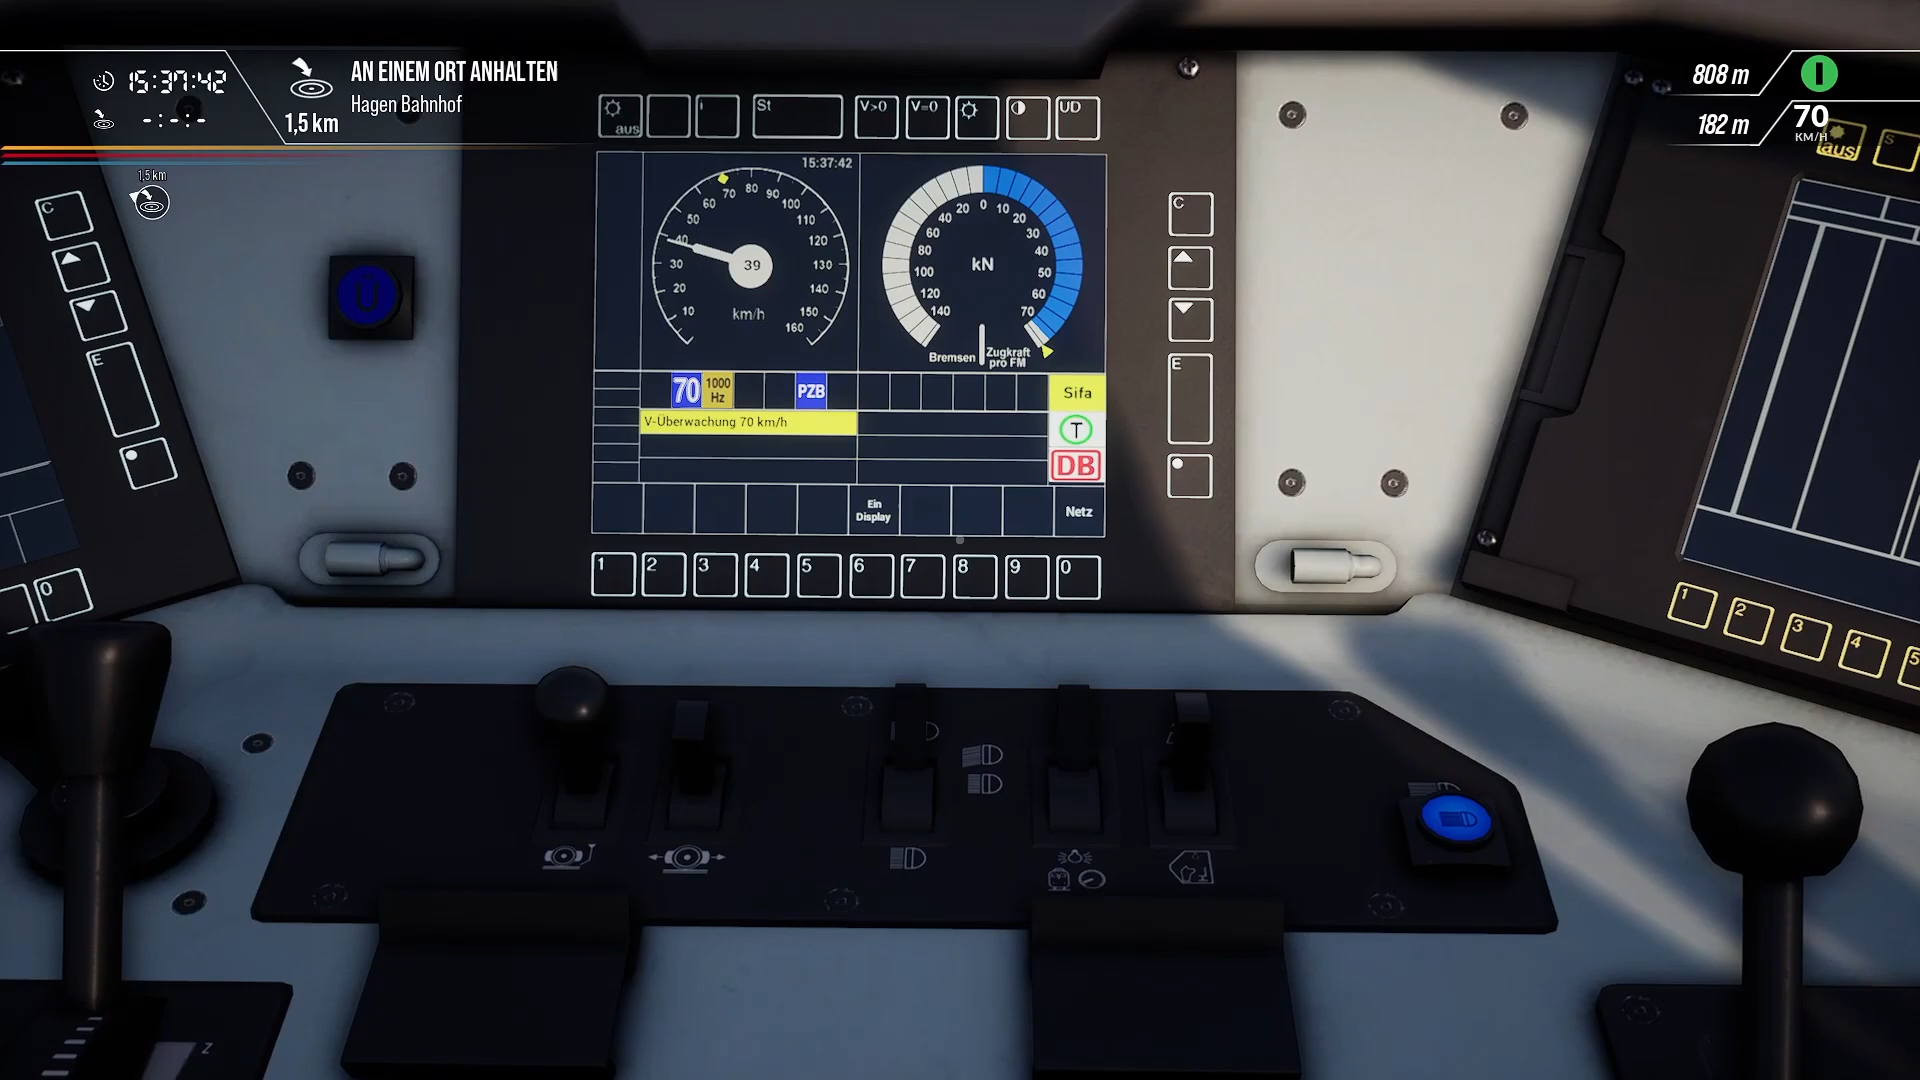 15:37:42
- - : - -
AN EINEM ORT ANHALTEN
Hagen Bahnhof
1,5 km
1,5 km
808 m
182 m
70
KM/H
aus
i
St
V>0
V=0
UD
aus
S
15:37:42
10
20
30
40
50
60
70
80
90
100
110
120
130
140
150
160
39
km/h
140
120
100
80
60
40
20
0
10
20
30
40
50
60
70
kN
Bremsen
Zugkraft
pro FM
70
1000
Hz
PZB
Sifa
V-Überwachung 70 km/h
T
DB
Ein
Display
Netz
C
E
0
Ü
C
E
1
2
3
4
5
6
7
8
9
0
1
2
3
4
5
Z